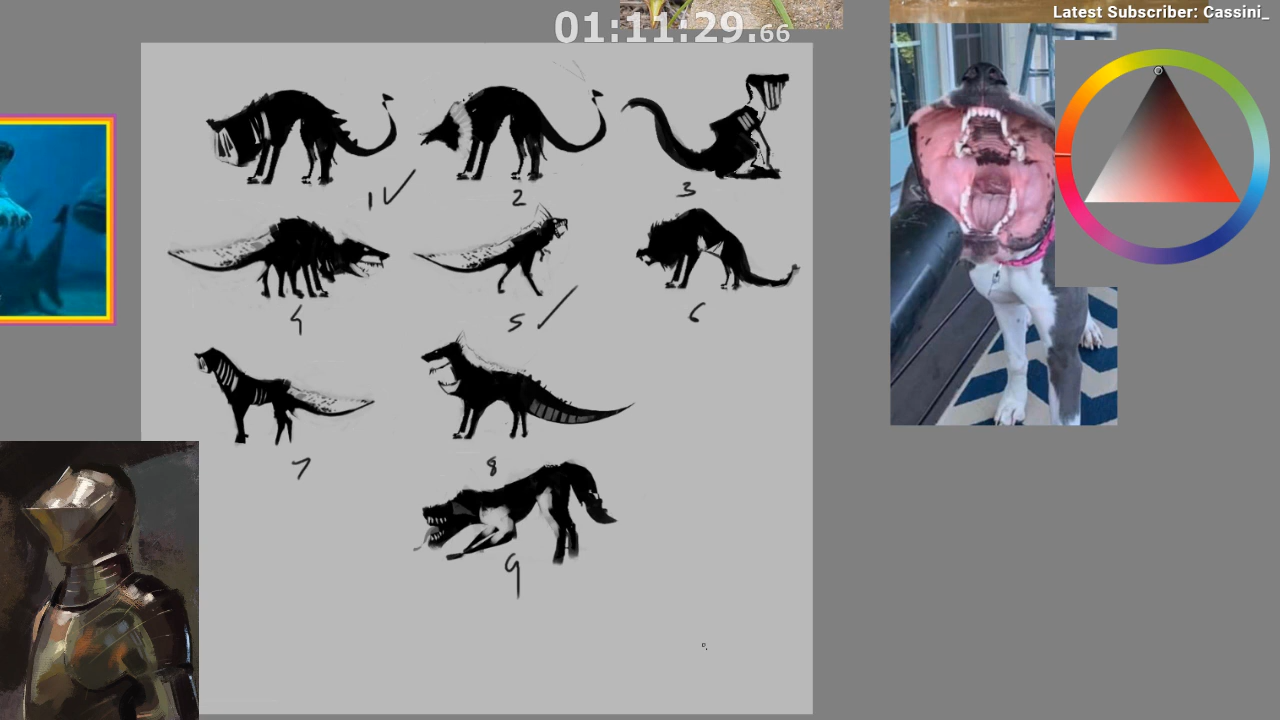 Latest Subscriber: Cassini_
01:11:29.66
1✓ 2 3
4 5✓ 6
7 8
9